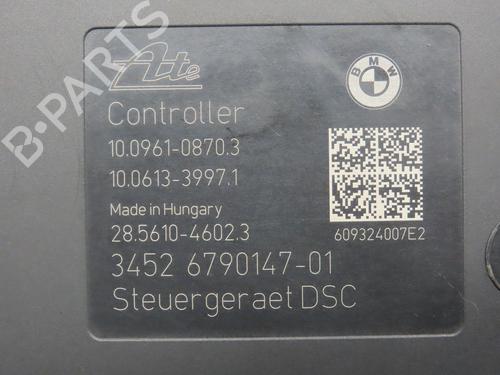 Ate
BMW
Controller
10.0961-0870.3
10.0613-3997.1
Made in Hungary
28.5610-4602.3
609324007E2
3452 6790147-01
Steuergeraet DSC
B-PARTS